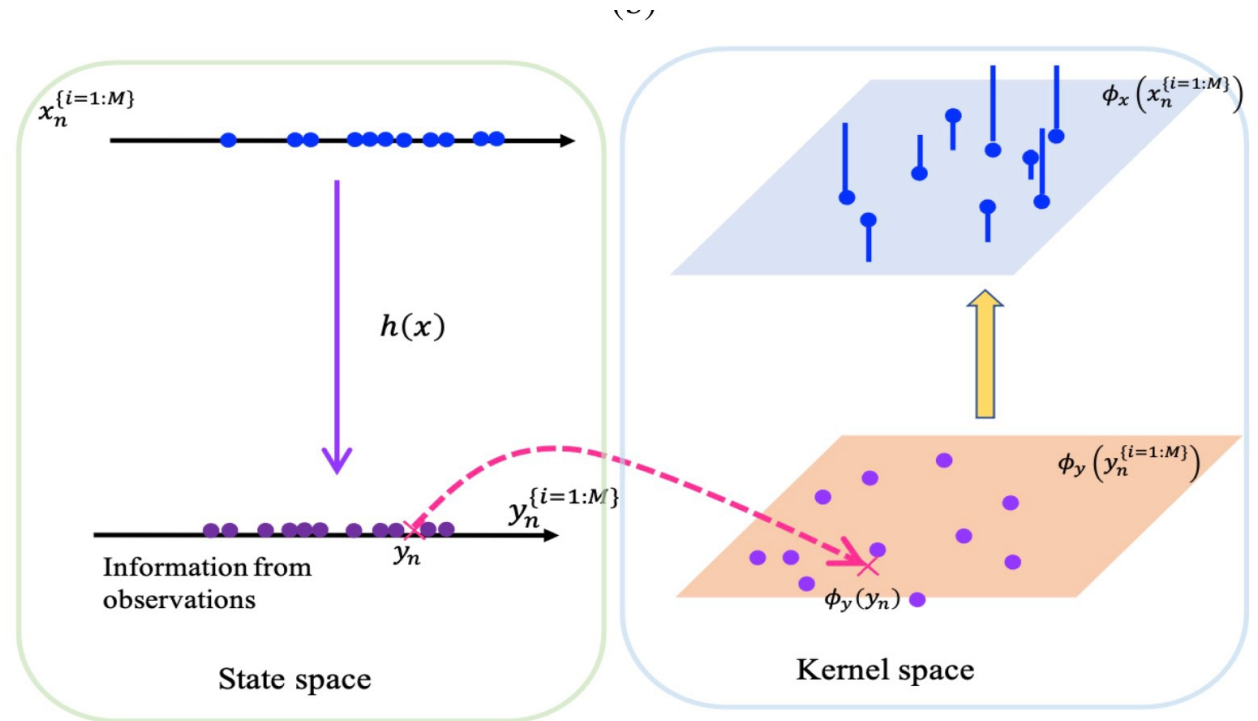 x_n^{i=1:M}
h(x)
y_n^{i=1:M}
y_n
Information from
observations
State space
ϕ_x(x_n^{i=1:M})
ϕ_y(y_n^{i=1:M})
ϕ_y(y_n)
Kernel space